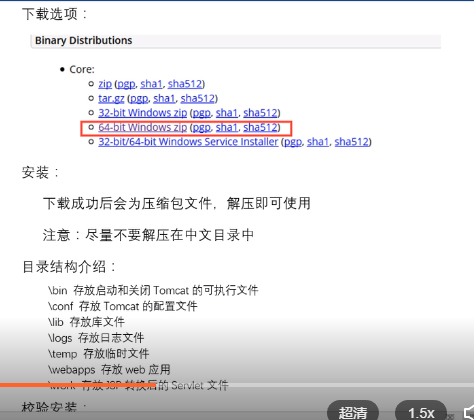 下载选项：
Binary Distributions
Core:
zip (pgp, sha1, sha512)
tar.gz (pgp, sha1, sha512)
32-bit Windows zip (pgp, sha1, sha512)
64-bit Windows zip (pgp, sha1, sha512)
32-bit/64-bit Windows Service Installer (pgp, sha1, sha512)
安装：
下载成功后会为压缩包文件，解压即可使用
注意：尽量不要解压在中文目录中
目录结构介绍：
\bin 存放启动和关闭 Tomcat 的可执行文件
\conf 存放 Tomcat 的配置文件
\lib 存放库文件
\logs 存放日志文件
\temp 存放临时文件
\webapps 存放 web 应用
\work 存放 JSP 转换后的 Servlet 文件
校验安装：
超清 1.5x